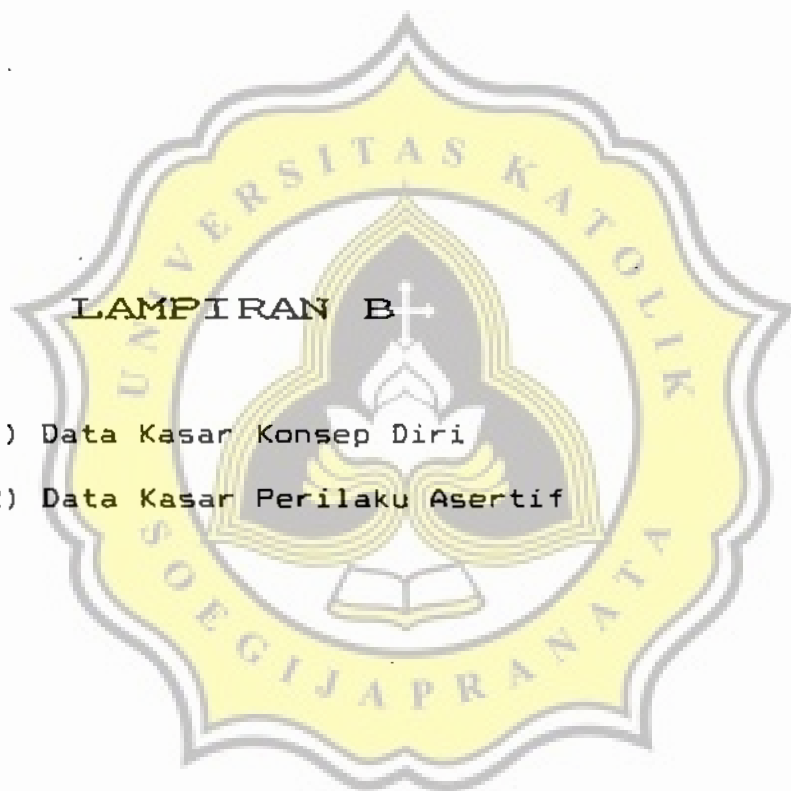 UNIVERSITAS KATOLIK
LAMPIRAN B
) Data Kasar Konsep Diri
) Data Kasar Perilaku Asertif
SOEGIJAPRANATA